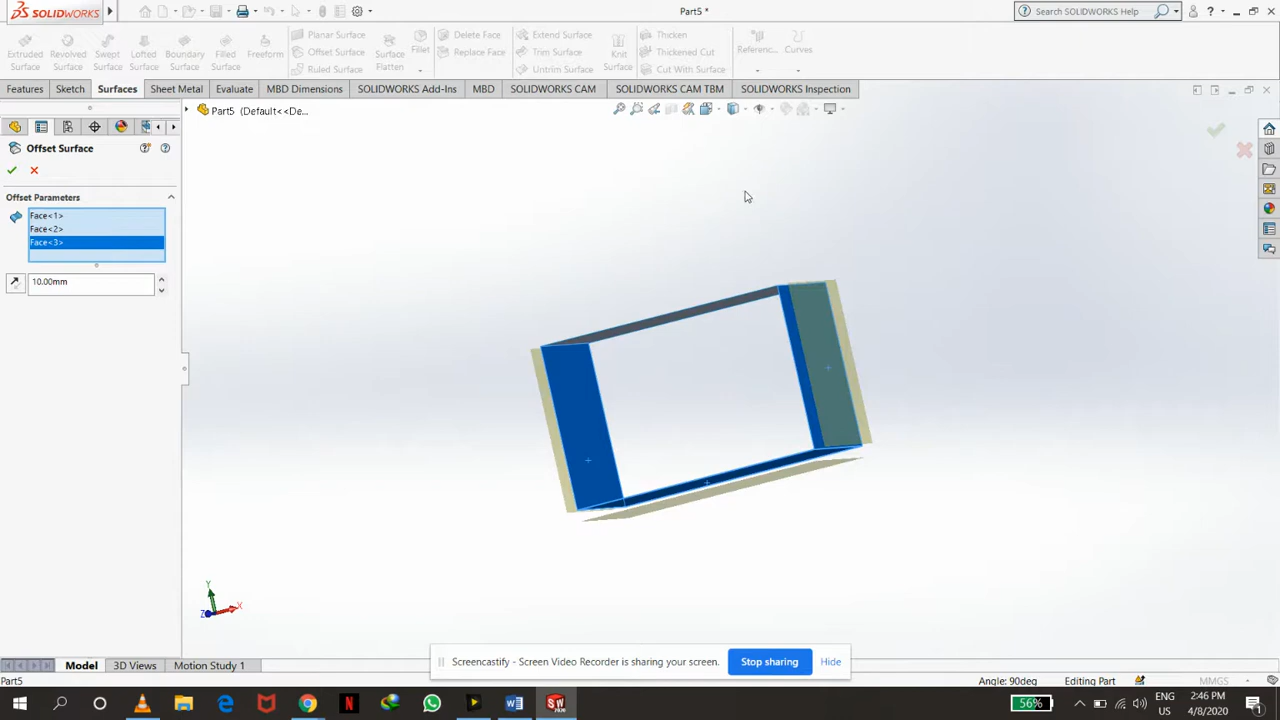 SOLIDWORKS
Part5 *
Search SOLIDWORKS Help
Extruded Surface
Revolved Surface
Swept Surface
Lofted Surface
Boundary Surface
Filled Surface
Freeform
Planar Surface
Offset Surface
Ruled Surface
Surface Flatten
Fillet
Delete Face
Replace Face
Extend Surface
Trim Surface
Untrim Surface
Knit Surface
Thicken
Thickened Cut
Cut With Surface
Referenc...
Curves
Features
Sketch
Surfaces
Sheet Metal
Evaluate
MBD Dimensions
SOLIDWORKS Add-Ins
MBD
SOLIDWORKS CAM
SOLIDWORKS CAM TBM
SOLIDWORKS Inspection
Part5 (Default<<De...
Offset Surface
Offset Parameters
Face<1>
Face<2>
Face<3>
10.00mm
Y
X
Z
Screencastify - Screen Video Recorder is sharing your screen.
Stop sharing
Hide
Model
3D Views
Motion Study 1
Part5
Angle: 90deg
Editing Part
MMGS
56%
ENG
US
2:46 PM
4/8/2020